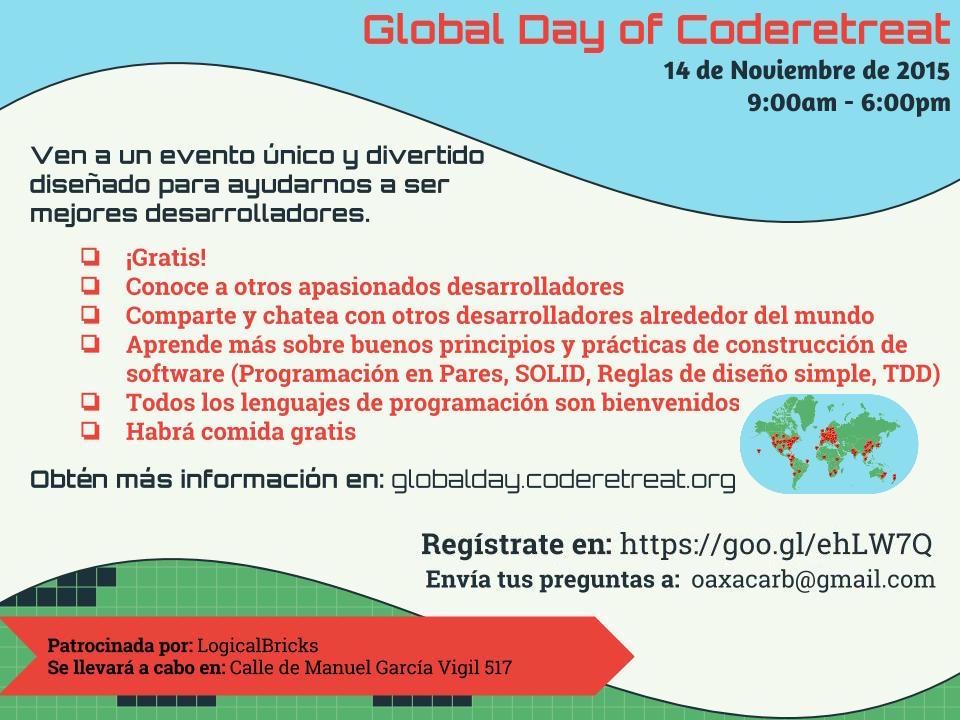 Global Day of Coderetreat
14 de Noviembre de 2015
9:00am - 6:00pm
Ven a un evento único y divertido
diseñado para ayudarnos a ser
mejores desarrolladores.
❏ ¡Gratis!
❏ Conoce a otros apasionados desarrolladores
❏ Comparte y chatea con otros desarrolladores alrededor del mundo
❏ Aprende más sobre buenos principios y prácticas de construcción de
software (Programación en Pares, SOLID, Reglas de diseño simple, TDD)
❏ Todos los lenguajes de programación son bienvenidos
❏ Habrá comida gratis
Obtén más información en: globalday.coderetreat.org
Regístrate en: https://goo.gl/ehLW7Q
Envía tus preguntas a: oaxacarb@gmail.com
Patrocinada por: LogicalBricks
Se llevará a cabo en: Calle de Manuel García Vigil 517